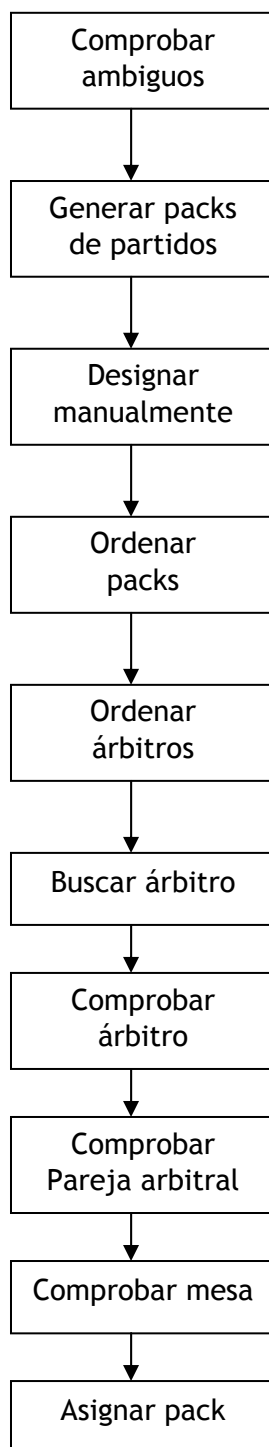 Comprobar
ambiguos
Generar packs
de partidos
Designar
manualmente
Ordenar
packs
Ordenar
árbitros
Buscar árbitro
Comprobar
árbitro
Comprobar
Pareja arbitral
Comprobar mesa
Asignar pack